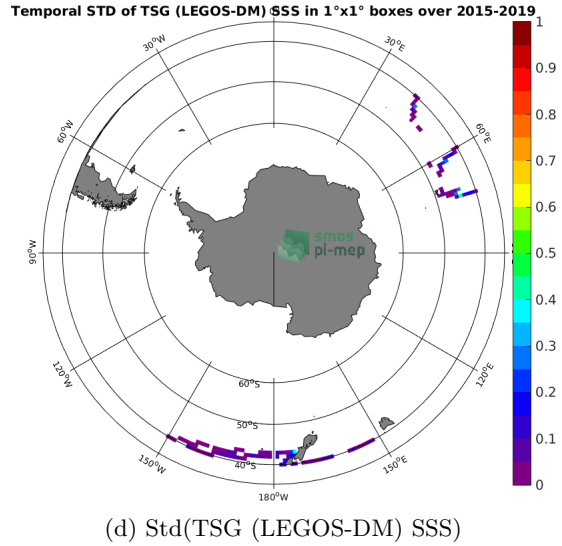 Temporal STD of TSG (LEGOS-DM) SSS in 1°x1° boxes over 2015-2019
30°W
30°E
60°W
60°E
90°W
120°W
120°E
150°W
150°E
180°W
60°S
50°S
40°S
smos
pi-mep
1
0.9
0.8
0.7
0.6
0.5
0.4
0.3
0.2
0.1
0
(d) Std(TSG (LEGOS-DM) SSS)